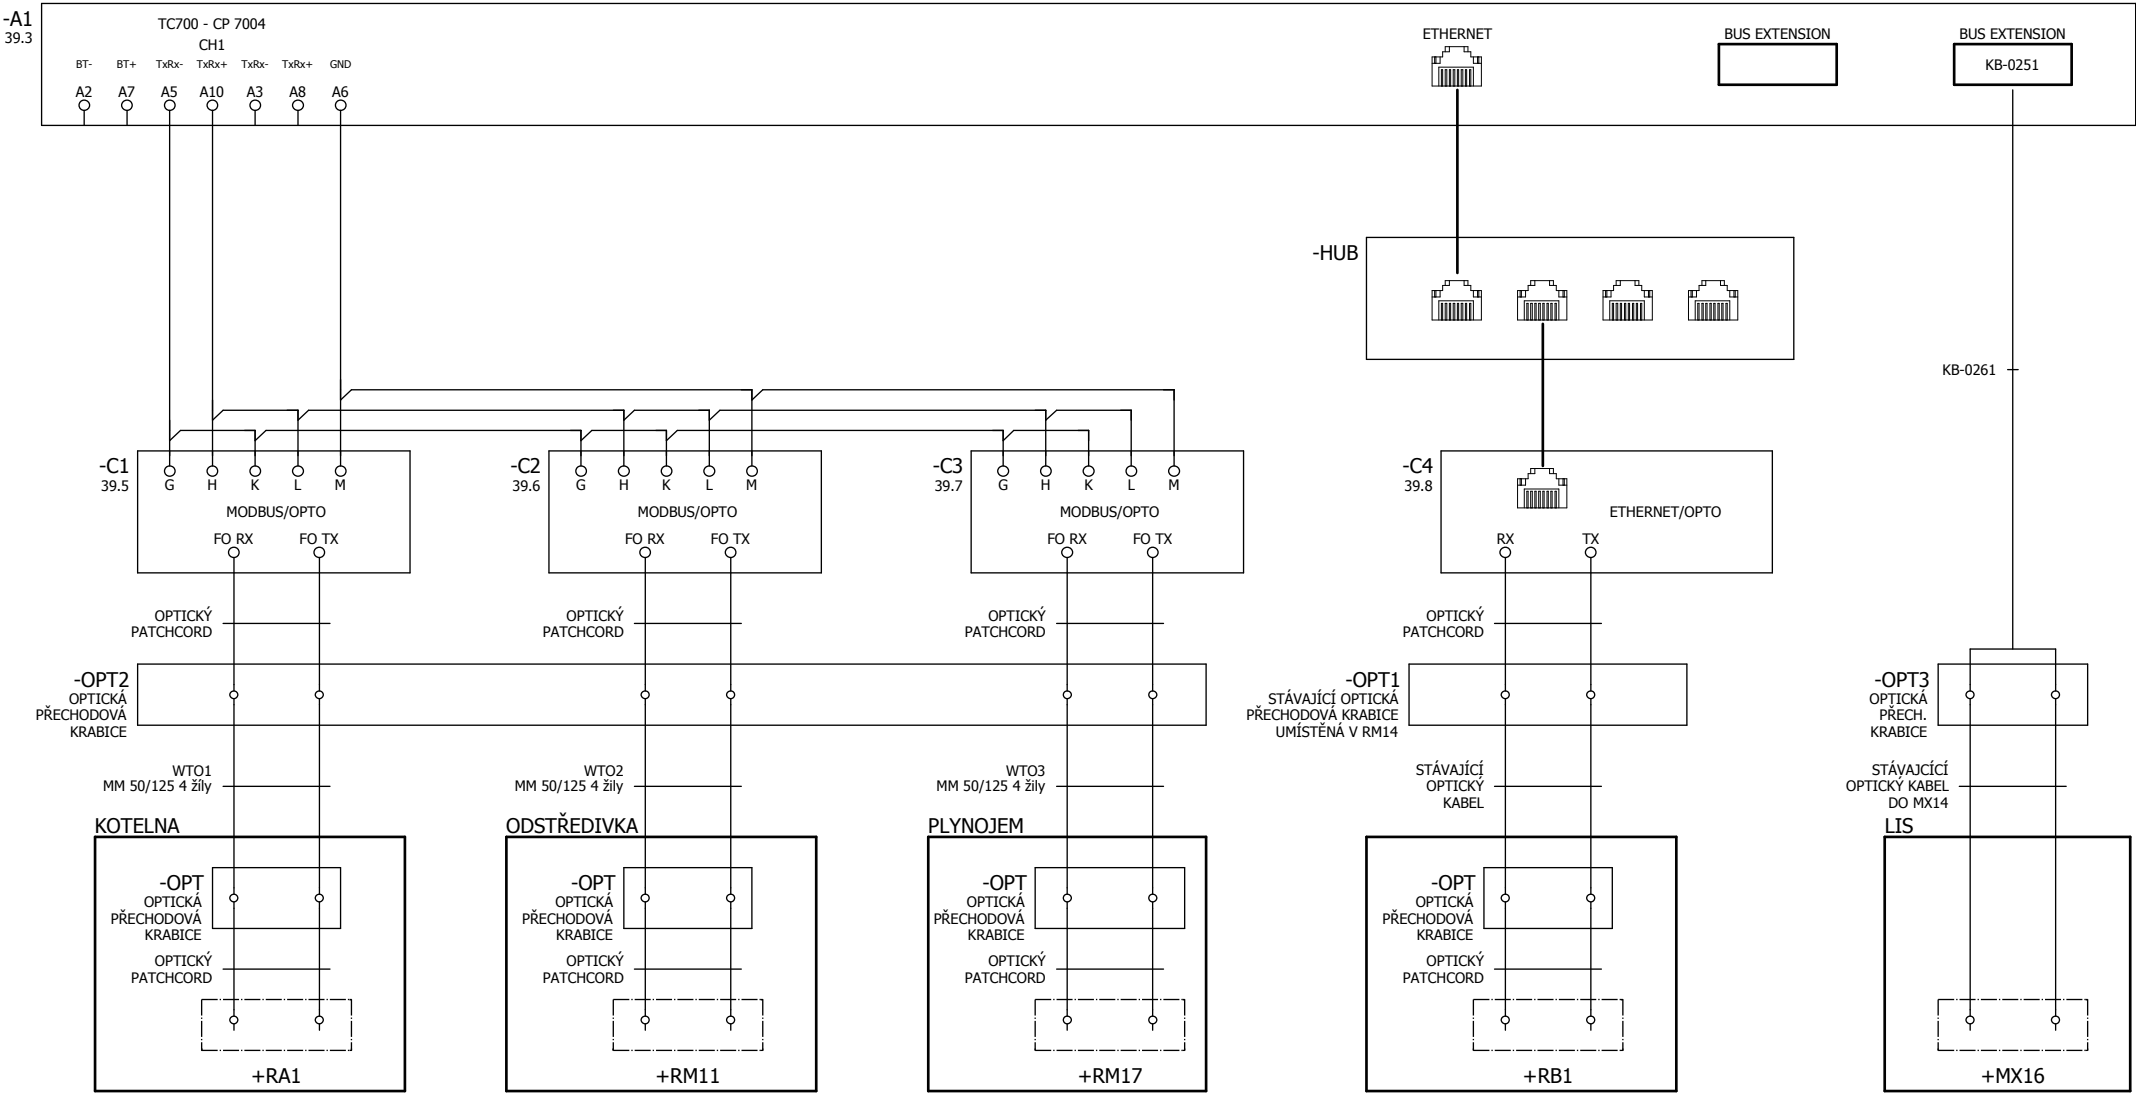 -A1
39.3
TC700 - CP 7004
CH1
BT- BT+ TxRx- TxRx+ TxRx- TxRx+ GND
A2 A7 A5 A10 A3 A8 A6
ETHERNET
BUS EXTENSION
BUS EXTENSION
KB-0251
-HUB
KB-0261
-C1
39.5
G H K L M
MODBUS/OPTO
FO RX FO TX
-C2
39.6
G H K L M
MODBUS/OPTO
FO RX FO TX
-C3
39.7
G H K L M
MODBUS/OPTO
FO RX FO TX
-C4
39.8
ETHERNET/OPTO
RX TX
OPTICKÝ
PATCHCORD
OPTICKÝ
PATCHCORD
OPTICKÝ
PATCHCORD
OPTICKÝ
PATCHCORD
-OPT2
OPTICKÁ
PŘECHODOVÁ
KRABICE
-OPT1
STÁVAJÍCÍ OPTICKÁ
PŘECHODOVÁ KRABICE
UMÍSTĚNÁ V RM14
-OPT3
OPTICKÁ
PŘECH.
KRABICE
WTO1
MM 50/125 4 žíly
WTO2
MM 50/125 4 žíly
WTO3
MM 50/125 4 žíly
STÁVAJÍCÍ
OPTICKÝ
KABEL
STÁVAJCÍCÍ
OPTICKÝ KABEL
DO MX14
KOTELNA
-OPT
OPTICKÁ
PŘECHODOVÁ
KRABICE
OPTICKÝ
PATCHCORD
+RA1
ODSTŘEDIVKA
-OPT
OPTICKÁ
PŘECHODOVÁ
KRABICE
OPTICKÝ
PATCHCORD
+RM11
PLYNOJEM
-OPT
OPTICKÁ
PŘECHODOVÁ
KRABICE
OPTICKÝ
PATCHCORD
+RM17
-OPT
OPTICKÁ
PŘECHODOVÁ
KRABICE
OPTICKÝ
PATCHCORD
+RB1
LIS
+MX16